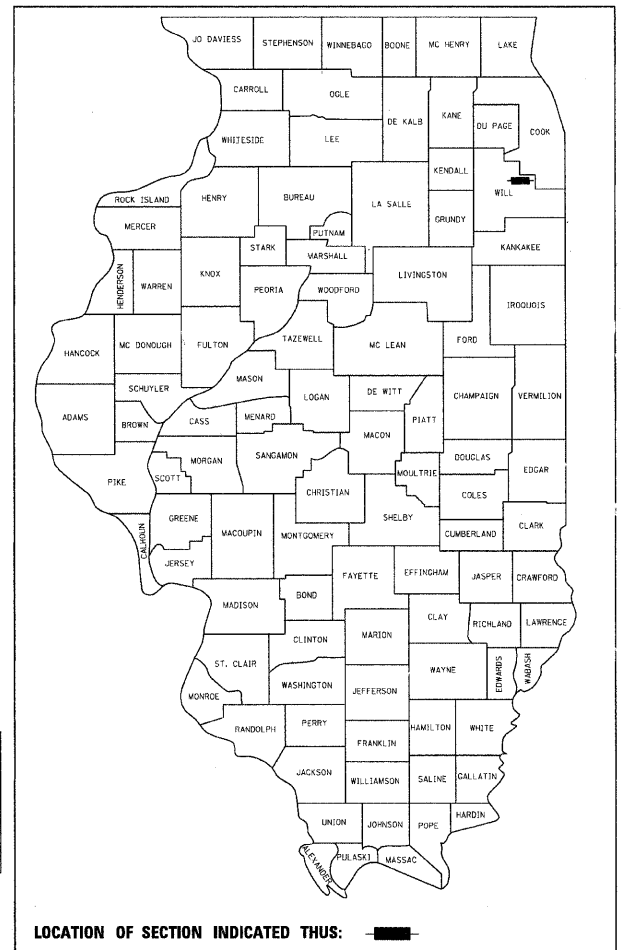 JO DAVIESS
STEPHENSON
WINNEBAGO
BOONE
MC HENRY
LAKE
CARROLL
OGLE
DE KALB
KANE
DU PAGE
COOK
WHITESIDE
LEE
KENDALL
WILL
ROCK ISLAND
HENRY
BUREAU
LA SALLE
GRUNDY
MERCER
PUTNAM
KANKAKEE
HENDERSON
WARREN
KNOX
STARK
MARSHALL
PEORIA
WOODFORD
LIVINGSTON
IROQUOIS
HANCOCK
MC DONOUGH
FULTON
TAZEWELL
MC LEAN
FORD
SCHUYLER
MASON
LOGAN
DE WITT
CHAMPAIGN
VERMILION
ADAMS
BROWN
CASS
MENARD
MACON
PIATT
PIKE
SCOTT
MORGAN
SANGAMON
CHRISTIAN
MOULTRIE
DOUGLAS
EDGAR
COLES
CALHOUN
GREENE
MACOUPIN
MONTGOMERY
SHELBY
CUMBERLAND
CLARK
JERSEY
FAYETTE
EFFINGHAM
JASPER
CRAWFORD
MADISON
BOND
CLAY
RICHLAND
LAWRENCE
CLINTON
MARION
ST. CLAIR
WAYNE
EDWARDS
WABASH
MONROE
WASHINGTON
JEFFERSON
RANDOLPH
PERRY
HAMILTON
WHITE
FRANKLIN
JACKSON
WILLIAMSON
SALINE
GALLATIN
UNION
JOHNSON
POPE
HARDIN
ALEXANDER
PULASKI
MASSAC
LOCATION OF SECTION INDICATED THUS: